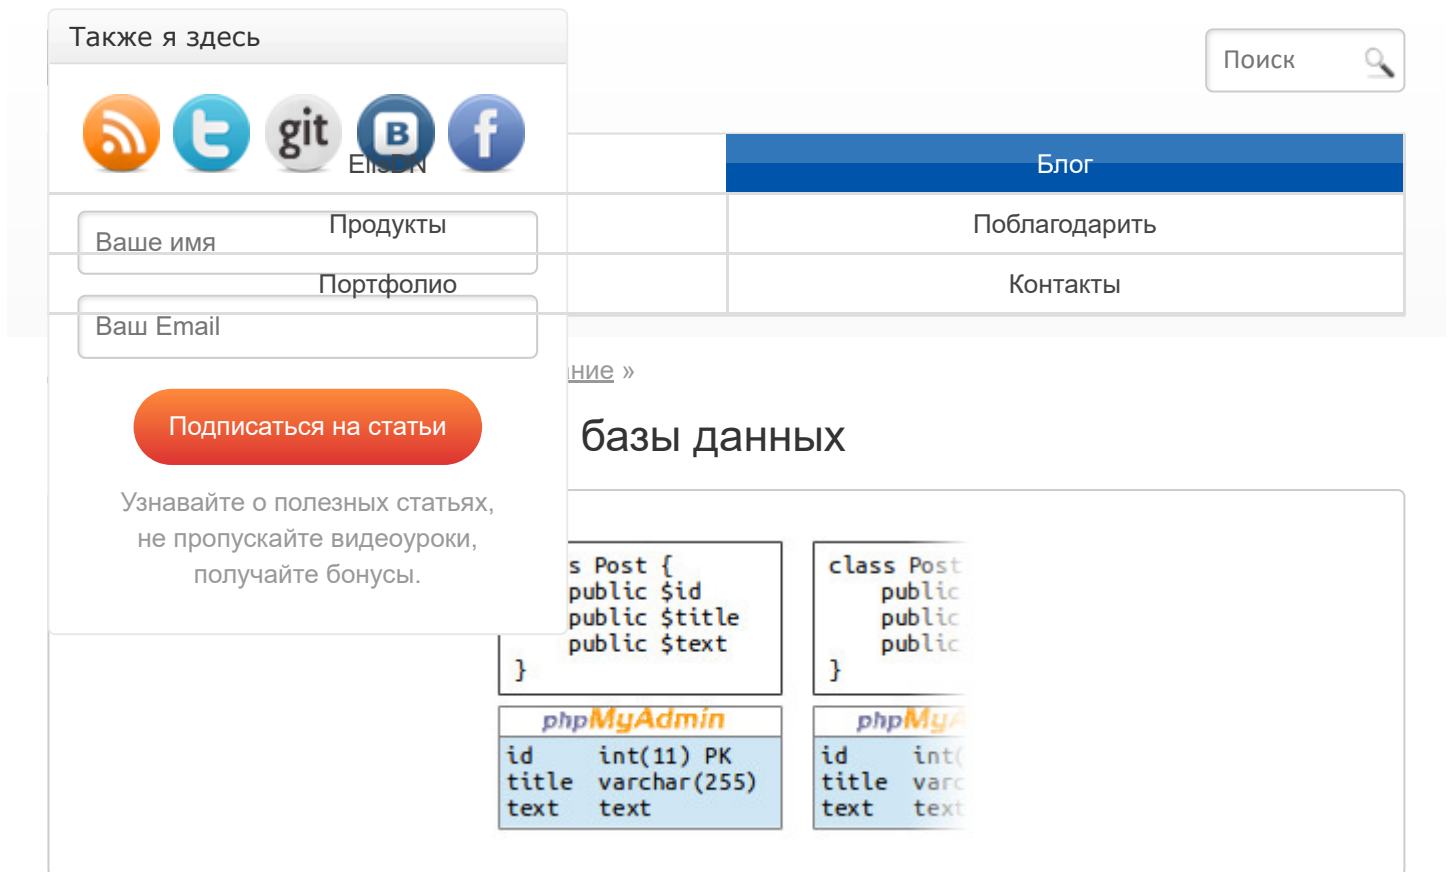 Также я здесь
Поиск
git
ElisDN
Блог
Продукты
Поблагодарить
Ваше имя
Портфолио
Контакты
Ваш Email
»
Подписаться на статьи
базы данных
Узнавайте о полезных статьях,
не пропускайте видеоуроки,
получайте бонусы.
Post {
public $id
public $title
public $text
}
class Post
public
public
public
}
phpMyAdmin
id int(11) PK
title varchar(255)
text text
id
title
text text